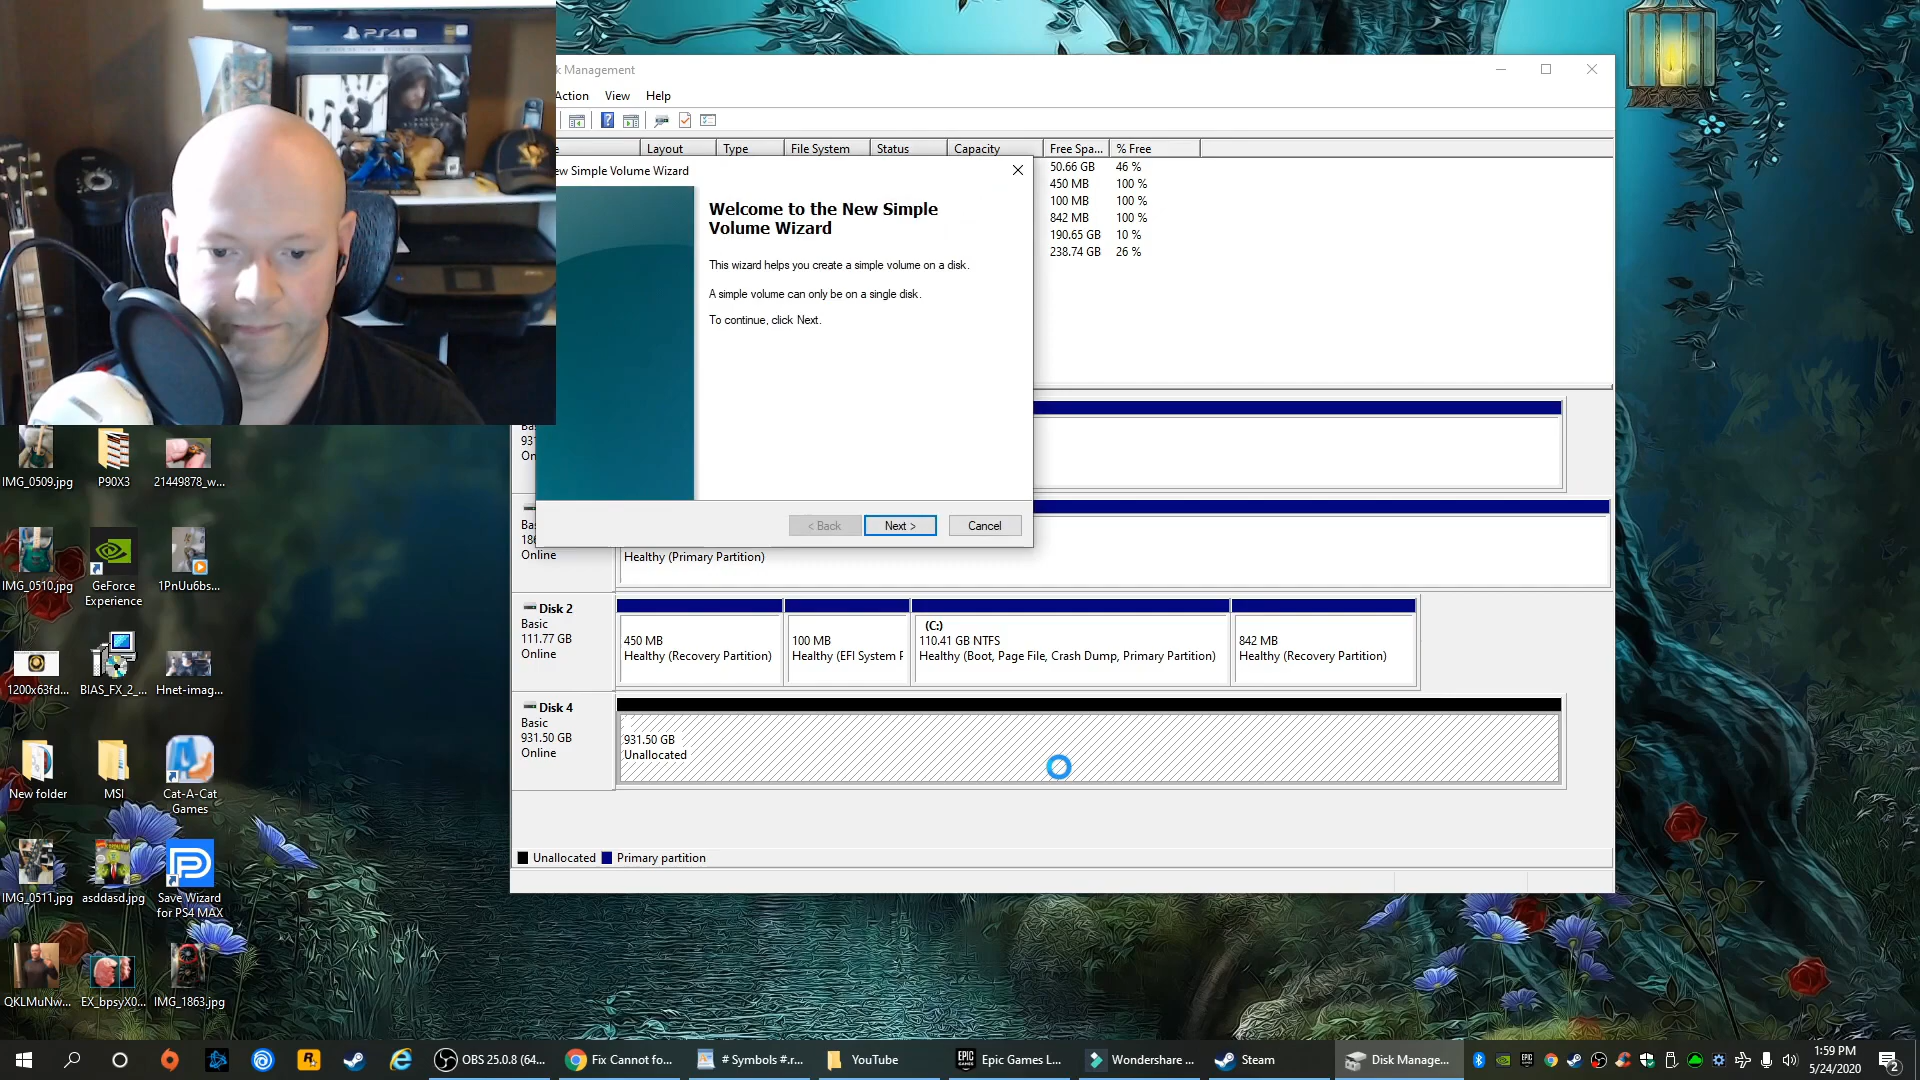 PS4
k Management
Action View Help
Layout Type File System Status Capacity Free Spa... % Free
50.66 GB 46 %
450 MB 100 %
100 MB 100 %
842 MB 100 %
190.65 GB 10 %
238.74 GB 26 %
ew Simple Volume Wizard
Welcome to the New Simple
Volume Wizard
This wizard helps you create a simple volume on a disk.
A simple volume can only be on a single disk.
To continue, click Next.
< Back Next > Cancel
Ba
931
On
Ba
186
Online
Healthy (Primary Partition)
Disk 2
Basic
111.77 GB
Online
450 MB
Healthy (Recovery Partition)
100 MB
Healthy (EFI System P
(C:)
110.41 GB NTFS
Healthy (Boot, Page File, Crash Dump, Primary Partition)
842 MB
Healthy (Recovery Partition)
Disk 4
Basic
931.50 GB
Online
931.50 GB
Unallocated
Unallocated Primary partition
IMG_0509.jpg P90X3 21449878_w...
IMG_0510.jpg GeForce
Experience 1PnUu6bs...
1200x63fd... BIAS_FX_2_... Hnet-imag...
New folder MSI Cat-A-Cat
Games
IMG_0511.jpg asddasd.jpg Save Wizard
for PS4 MAX
QKLMuNw... EX_bpsyX0... IMG_1863.jpg
OBS 25.0.8 (64... Fix Cannot fo... # Symbols #.r... YouTube Epic Games L... Wondershare ... Steam Disk Manage...
1:59 PM
5/24/2020
2